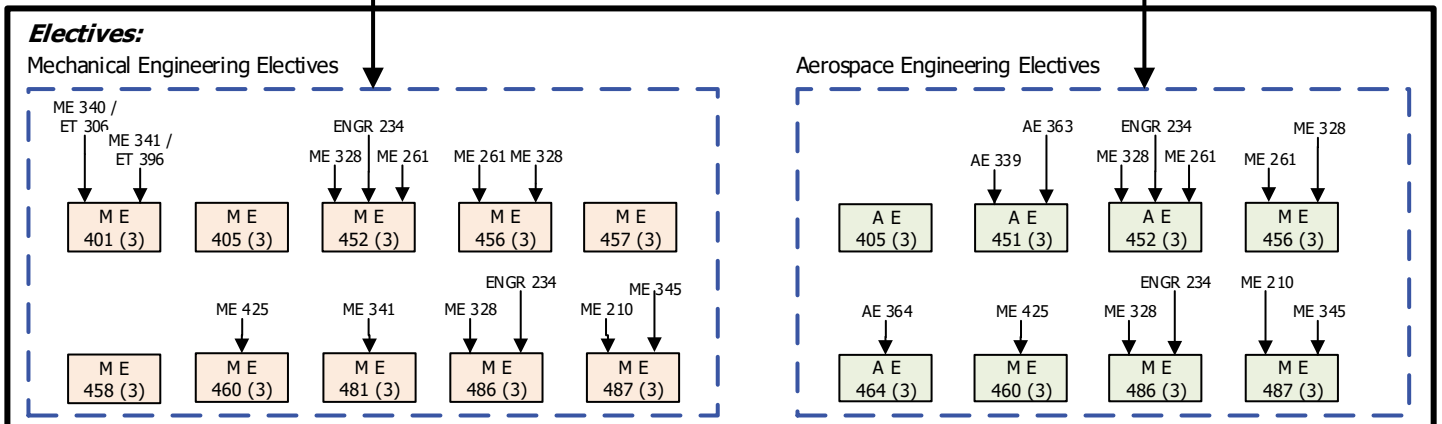 Electives:
Mechanical Engineering Electives
ME 340 /
ET 306
ME 341 /
ET 396
ENGR 234
ME 328
ME 261
ME 261
ME 328
M E
401 (3)
M E
405 (3)
M E
452 (3)
M E
456 (3)
M E
457 (3)
ME 425
ME 341
ME 328
ENGR 234
ME 210
ME 345
M E
458 (3)
M E
460 (3)
M E
481 (3)
M E
486 (3)
M E
487 (3)
Aerospace Engineering Electives
AE 339
AE 363
ME 328
ENGR 234
ME 261
ME 261
ME 328
A E
405 (3)
A E
451 (3)
A E
452 (3)
M E
456 (3)
AE 364
ME 425
ME 328
ENGR 234
ME 210
ME 345
A E
464 (3)
M E
460 (3)
M E
486 (3)
M E
487 (3)